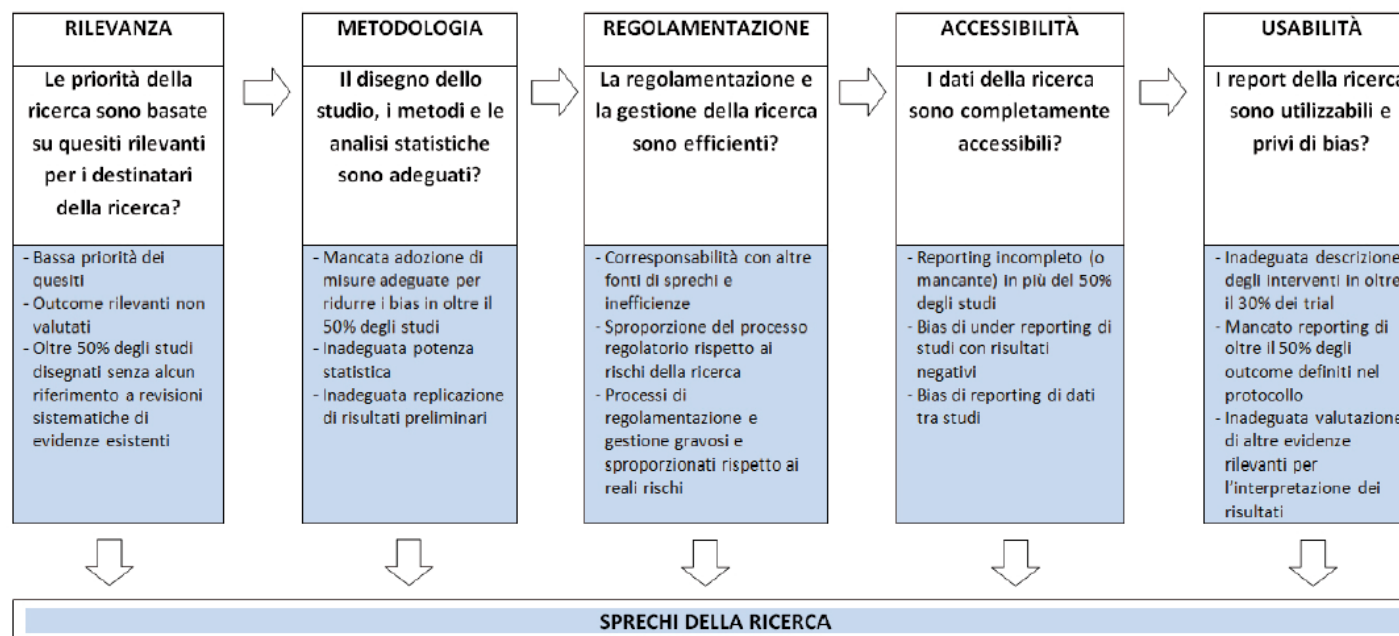 RILEVANZA
Le priorità della
ricerca sono basate
su quesiti rilevanti
per i destinatari
della ricerca?
- Bassa priorità dei
quesiti
- Outcome rilevanti non
valutati
- Oltre 50% degli studi
disegnati senza alcun
riferimento a revisioni
sistematiche di
evidenze esistenti
METODOLOGIA
Il disegno dello
studio, i metodi e le
analisi statistiche
sono adeguati?
- Mancata adozione di
misure adeguate per
ridurre i bias in oltre il
50% degli studi
- Inadeguata potenza
statistica
- Inadeguata replicazione
di risultati preliminari
REGOLAMENTAZIONE
La regolamentazione e
la gestione della ricerca
sono efficienti?
- Corresponsabilità con altre
fonti di sprechi e
inefficienze
- Sproporzione del processo
regolatorio rispetto ai
rischi della ricerca
- Processi di
regolamentazione e
gestione gravosi e
sproporzionati rispetto ai
reali rischi
ACCESSIBILITÀ
I dati della ricerca
sono completamente
accessibili?
- Reporting incompleto (o
mancante) in più del 50%
degli studi
- Bias di under reporting di
studi con risultati
negativi
- Bias di reporting di dati
tra studi
USABILITÀ
I report della ricerca
sono utilizzabili e
privi di bias?
- Inadeguata descrizione
degli interventi in oltre
il 30% dei trial
- Mancato reporting di
oltre il 50% degli
outcome definiti nel
protocollo
- Inadeguata valutazione
di altre evidenze
rilevanti per
l'interpretazione dei
risultati
SPRECHI DELLA RICERCA